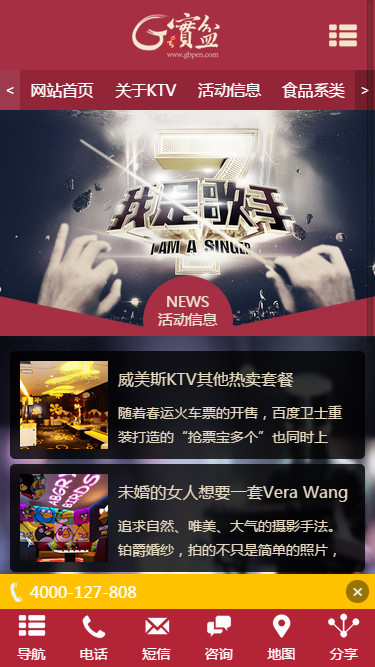 G寶盆
www.gbpen.com
< 网站首页 关于KTV 活动信息 食品系类 >
我是歌手
I AM A SINGER
NEWS
活动信息
威美斯KTV其他热卖套餐
随着春运火车票的开售，百度卫士重
装打造的“抢票宝多个”也同时上
未婚的女人想要一套Vera Wang
追求自然、唯美、大气的摄影手法。
铂爵婚纱，拍的不只是简单的照片，
ANGRY
BIRDS
4000-127-808
导航 电话 短信 咨询 地图 分享